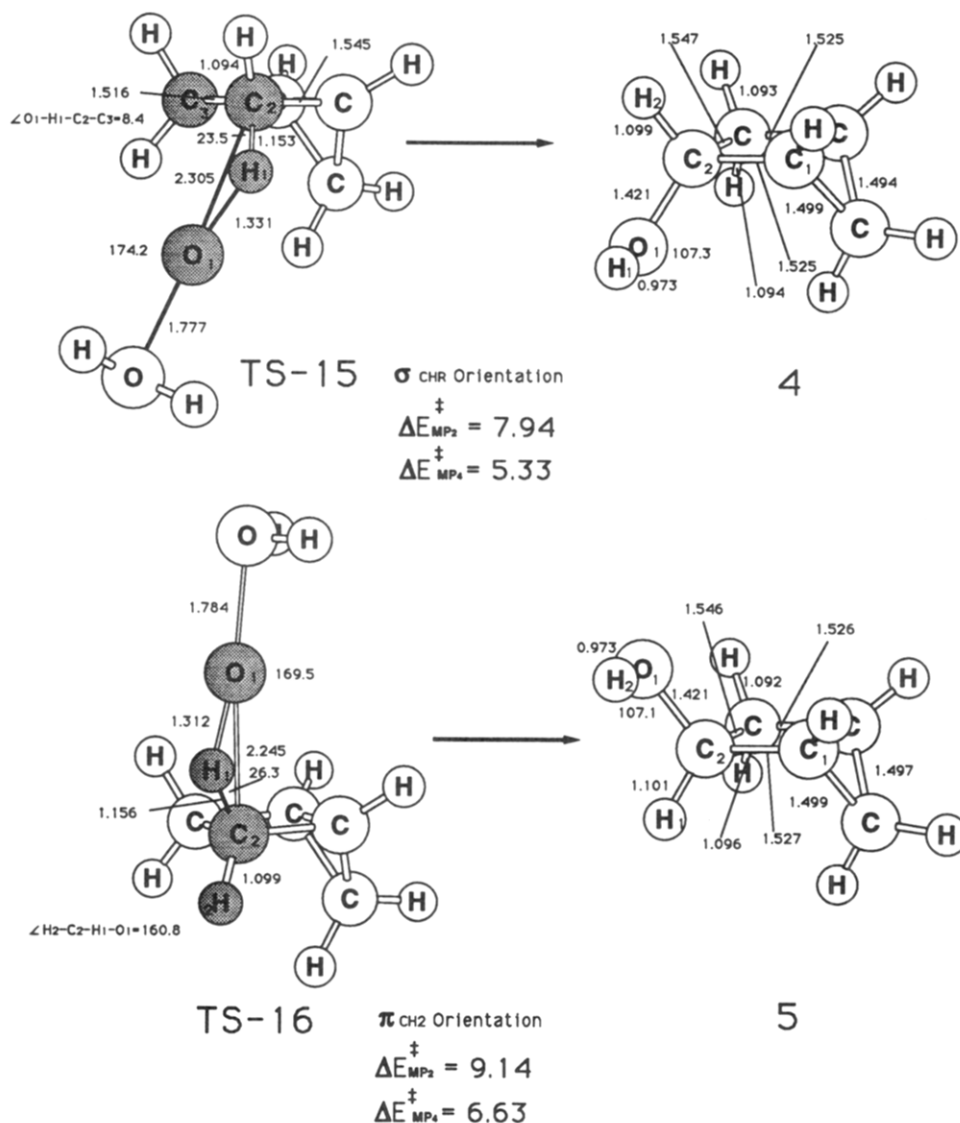 H
H
1.545
H
H
1.094
1.516
C₃
C₂
C
∠O₁-H₁-C₂-C₃=8.4
H
23.5
1.153
H₁
C
H
2.305
1.331
H
174.2
O₁
1.777
H
O
H
1.547
1.525
H
H
H₂
1.093
H
1.099
C
C
C₂
C₁
1.421
H
1.494
1.499
C
H
O₁
H₁
107.3
1.525
0.973
1.094
H
TS-15
σ CHR Orientation
4
ΔE‡MP2 = 7.94
ΔE‡MP4 = 5.33
O
H
1.784
O₁
169.5
1.312
2.245
H₁
26.3
H
H
H
1.156
C
C
C
C₂
H
1.099
C
H
H
2
∠H₂-C₂-H₁-O₁=160.8
H
1.546
1.526
0.973
O₁
H₂
H
H
1.092
107.1
1.421
H
C
C
C₂
C₁
H
1.497
1.101
1.499
C
H₁
H
1.096
1.527
H
TS-16
π CH2 Orientation
5
ΔE‡MP2 = 9.14
ΔE‡MP4 = 6.63